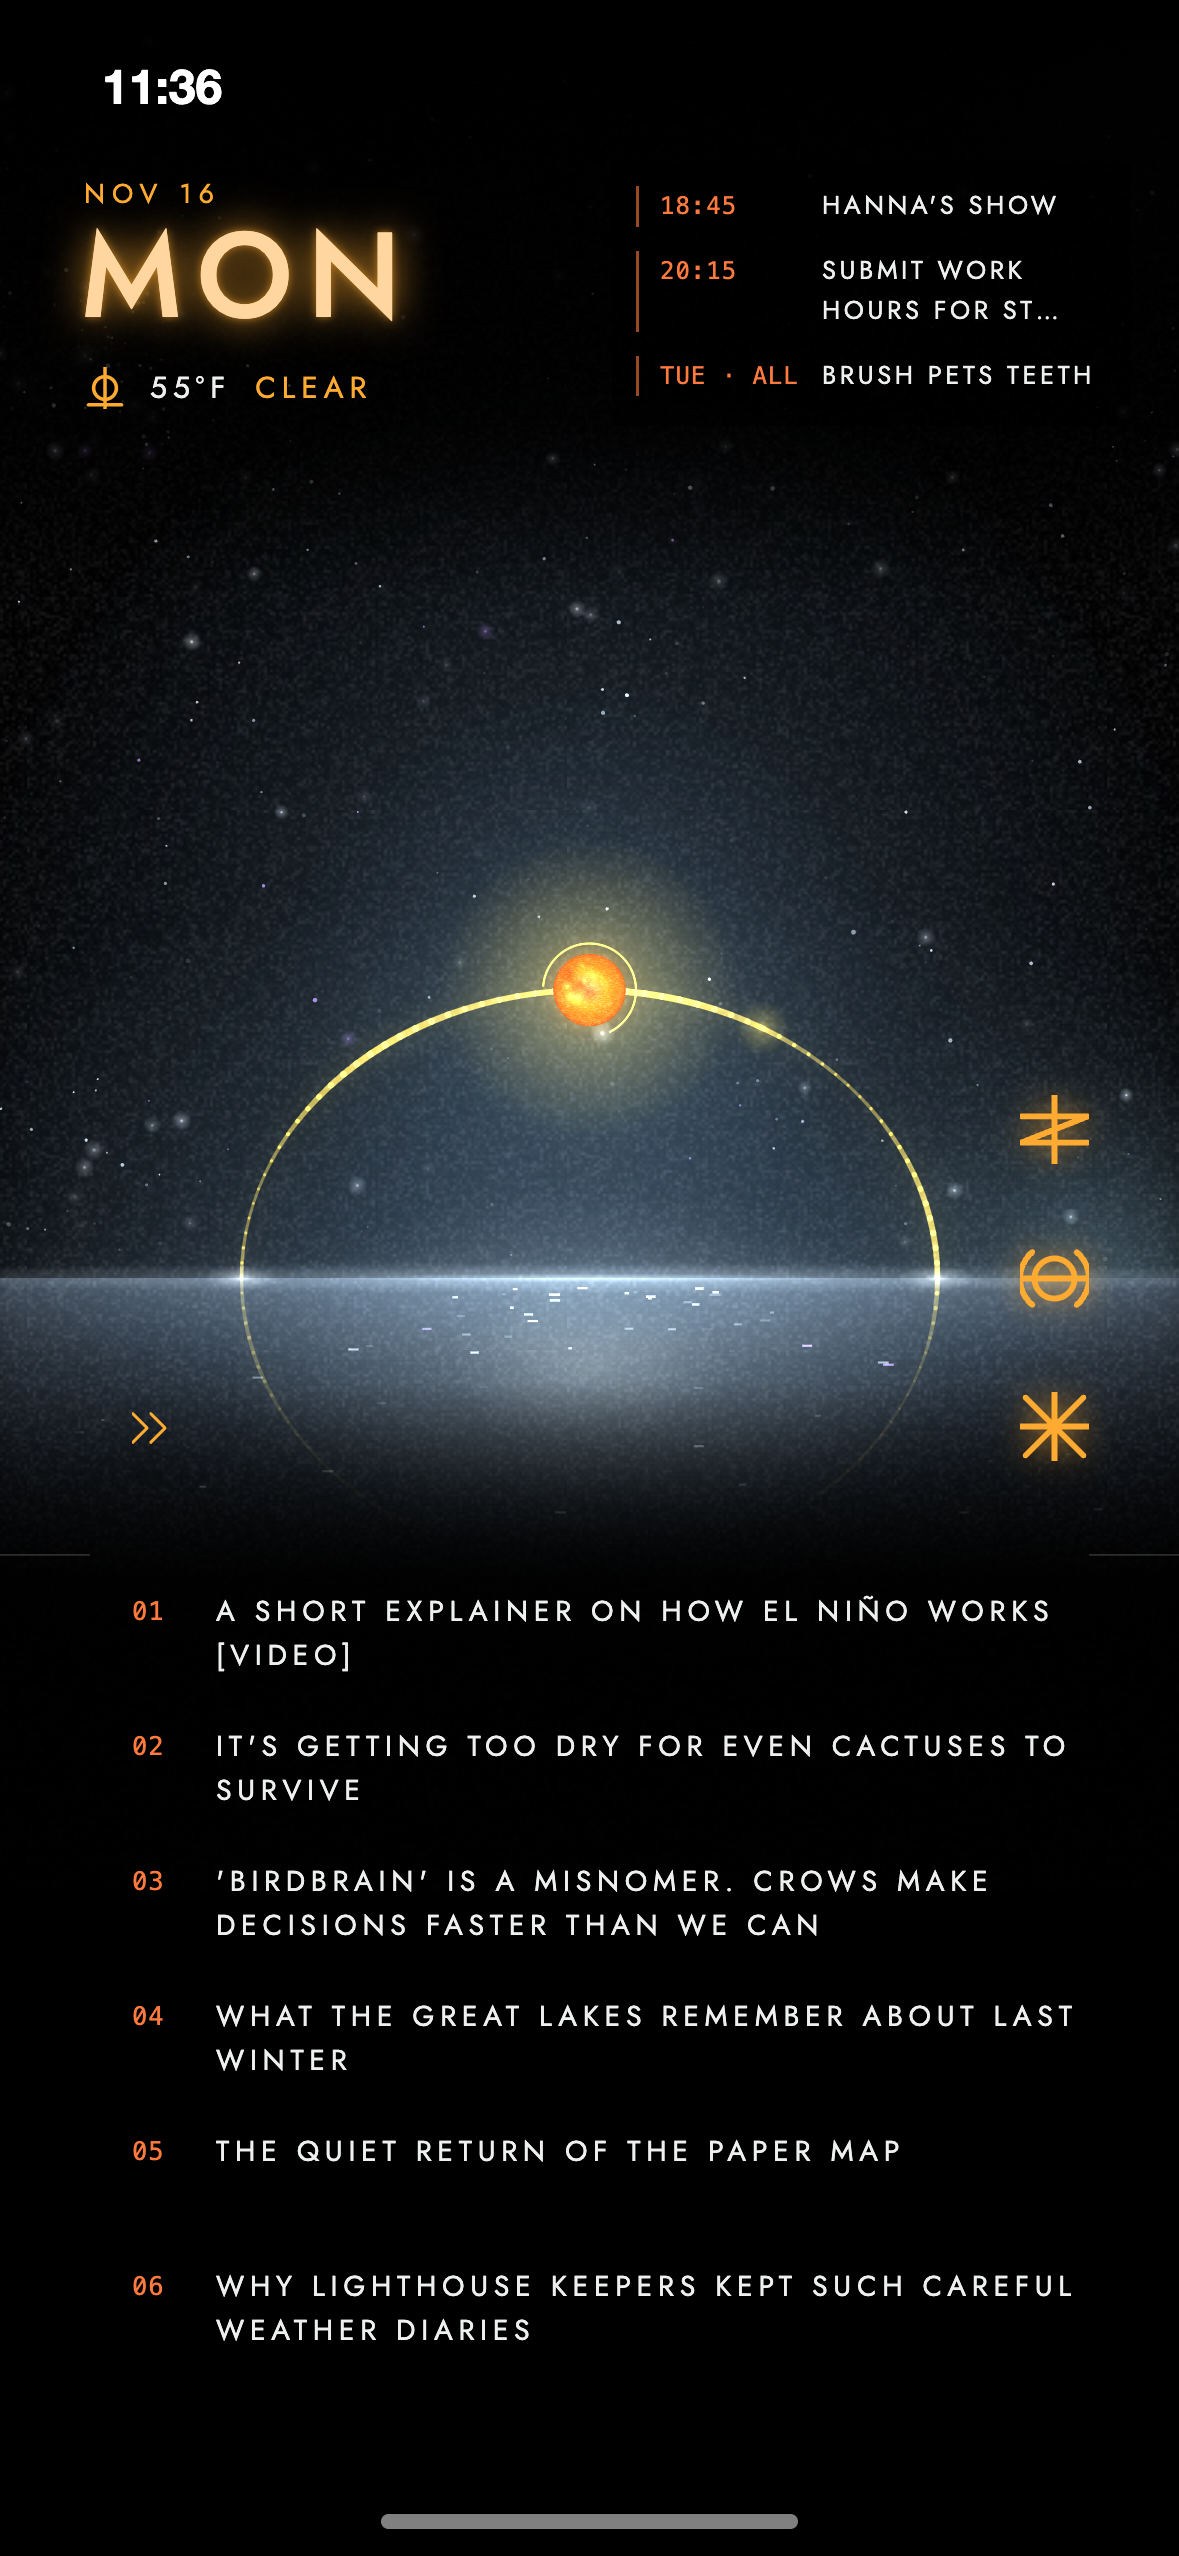 11:36
NOV 16
MON
55°F CLEAR
18:45 HANNA'S SHOW
20:15 SUBMIT WORK
HOURS FOR ST...
TUE · ALL BRUSH PETS TEETH
01 A SHORT EXPLAINER ON HOW EL NIÑO WORKS
[VIDEO]
02 IT'S GETTING TOO DRY FOR EVEN CACTUSES TO
SURVIVE
03 'BIRDBRAIN' IS A MISNOMER. CROWS MAKE
DECISIONS FASTER THAN WE CAN
04 WHAT THE GREAT LAKES REMEMBER ABOUT LAST
WINTER
05 THE QUIET RETURN OF THE PAPER MAP
06 WHY LIGHTHOUSE KEEPERS KEPT SUCH CAREFUL
WEATHER DIARIES